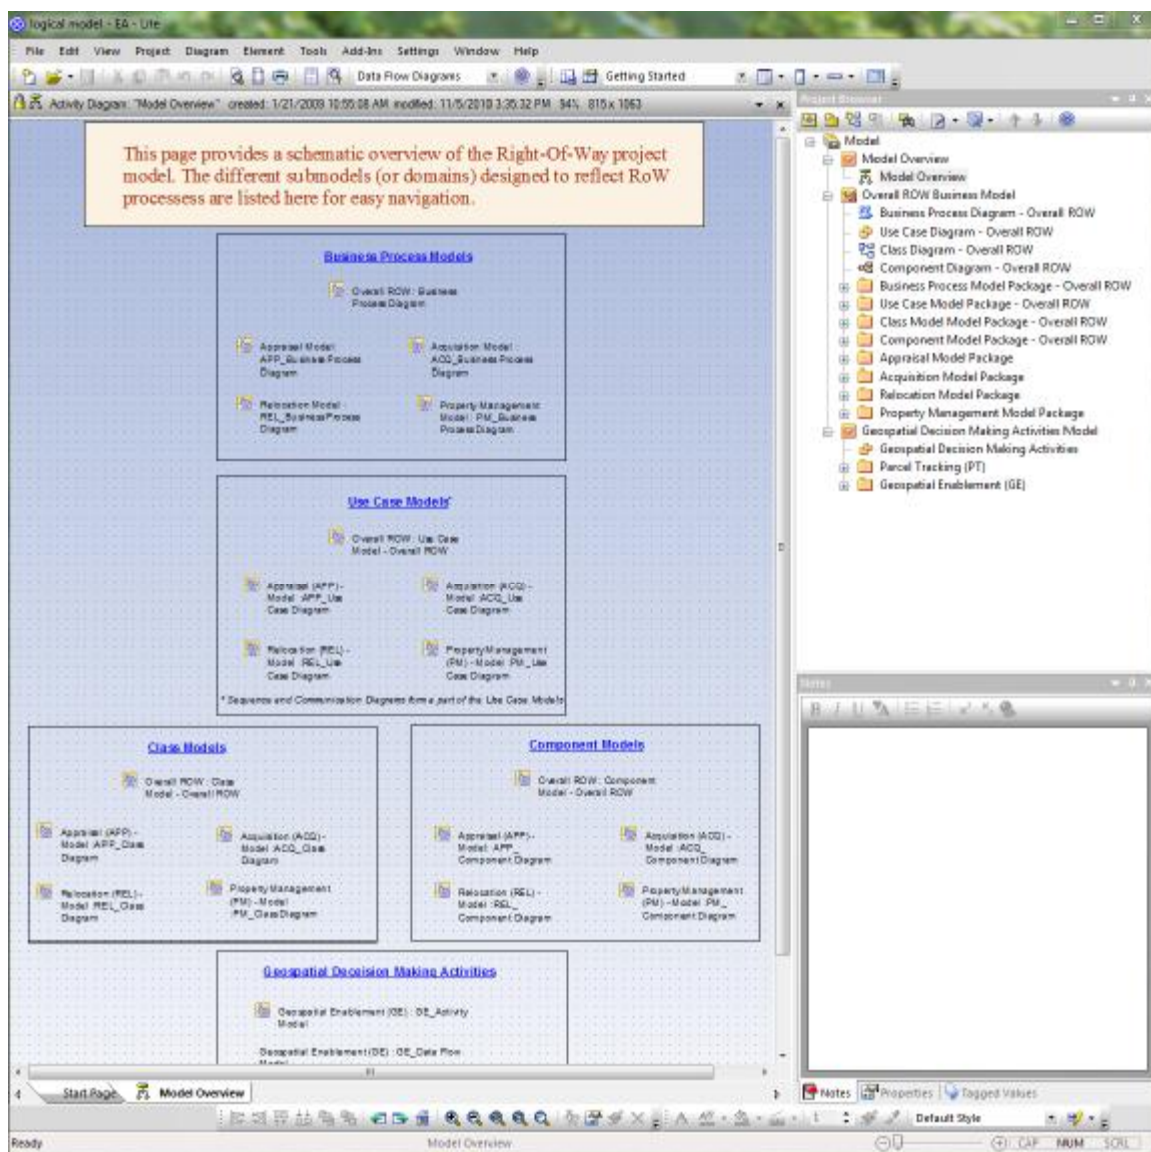 logical model - EA - Lite
File Edit View Project Diagram Element Tools Add-Ins Settings Window Help
Data Flow Diagrams
Getting Started
Activity Diagram: "Model Overview" created: 1/21/2009 10:55:08 AM modified: 11/5/2010 3:35:32 PM 94% 815 x 1063
This page provides a schematic overview of the Right-Of-Way project
model. The different submodels (or domains) designed to reflect RoW
processess are listed here for easy navigation.
Business Process Models
Overall ROW : Business
Process Diagram
Appraisal Model :
APP_Business Process
Diagram
Acquisition Model :
ACQ_Business Process
Diagram
Relocation Model -
REL_Business Process
Diagram
Property Management
Model : PM_Business
Process Diagram
Use Case Models*
Overall ROW : Use Case
Model - Overall ROW
Appraisal (APP) -
Model :APP_Use
Case Diagram
Acquisition (ACQ) -
Model :ACQ_Use
Case Diagram
Relocation (REL) -
Model :REL_Use
Case Diagram
Property Management
(PM) - Model :PM_Use
Case Diagram
* Sequence and Communication Diagrams form a part of the Use Case Models
Class Models
Overall ROW : Class
Model - Overall ROW
Appraisal (APP) -
Model :APP_Class
Diagram
Acquisition (ACQ) -
Model :ACQ_Class
Diagram
Relocation (REL) -
Model :REL_Class
Diagram
Property Management
(PM) - Model
:PM_Class Diagram
Component Models
Overall ROW : Component
Model - Overall ROW
Appraisal (APP) -
Model: APP_
Component Diagram
Acquisition (ACQ) -
Model :ACQ_
Component Diagram
Relocation (REL) -
Model :REL_
Component Diagram
Property Management
(PM) - Model :PM_
Component Diagram
Geospatial Deceision Making Activities
Geospatial Enablement (GE) : GE_Activity
Model
Geospatial Enablement (GE) : GE_Data Flow
Start Page
Model Overview
Project Browser
Model
Model Overview
Model Overview
Overall ROW Business Model
Business Process Diagram - Overall ROW
Use Case Diagram - Overall ROW
Class Diagram - Overall ROW
Component Diagram - Overall ROW
Business Process Model Package - Overall ROW
Use Case Model Package - Overall ROW
Class Model Model Package - Overall ROW
Component Model Package - Overall ROW
Appraisal Model Package
Acquisition Model Package
Relocation Model Package
Property Management Model Package
Geospatial Decision Making Activities Model
Geospatial Decision Making Activities
Parcel Tracking (PT)
Geospatial Enablement (GE)
Notes
B I U A
Notes Properties Tagged Values
A 1 Default Style
Ready
Model Overview
CAP NUM SCRL